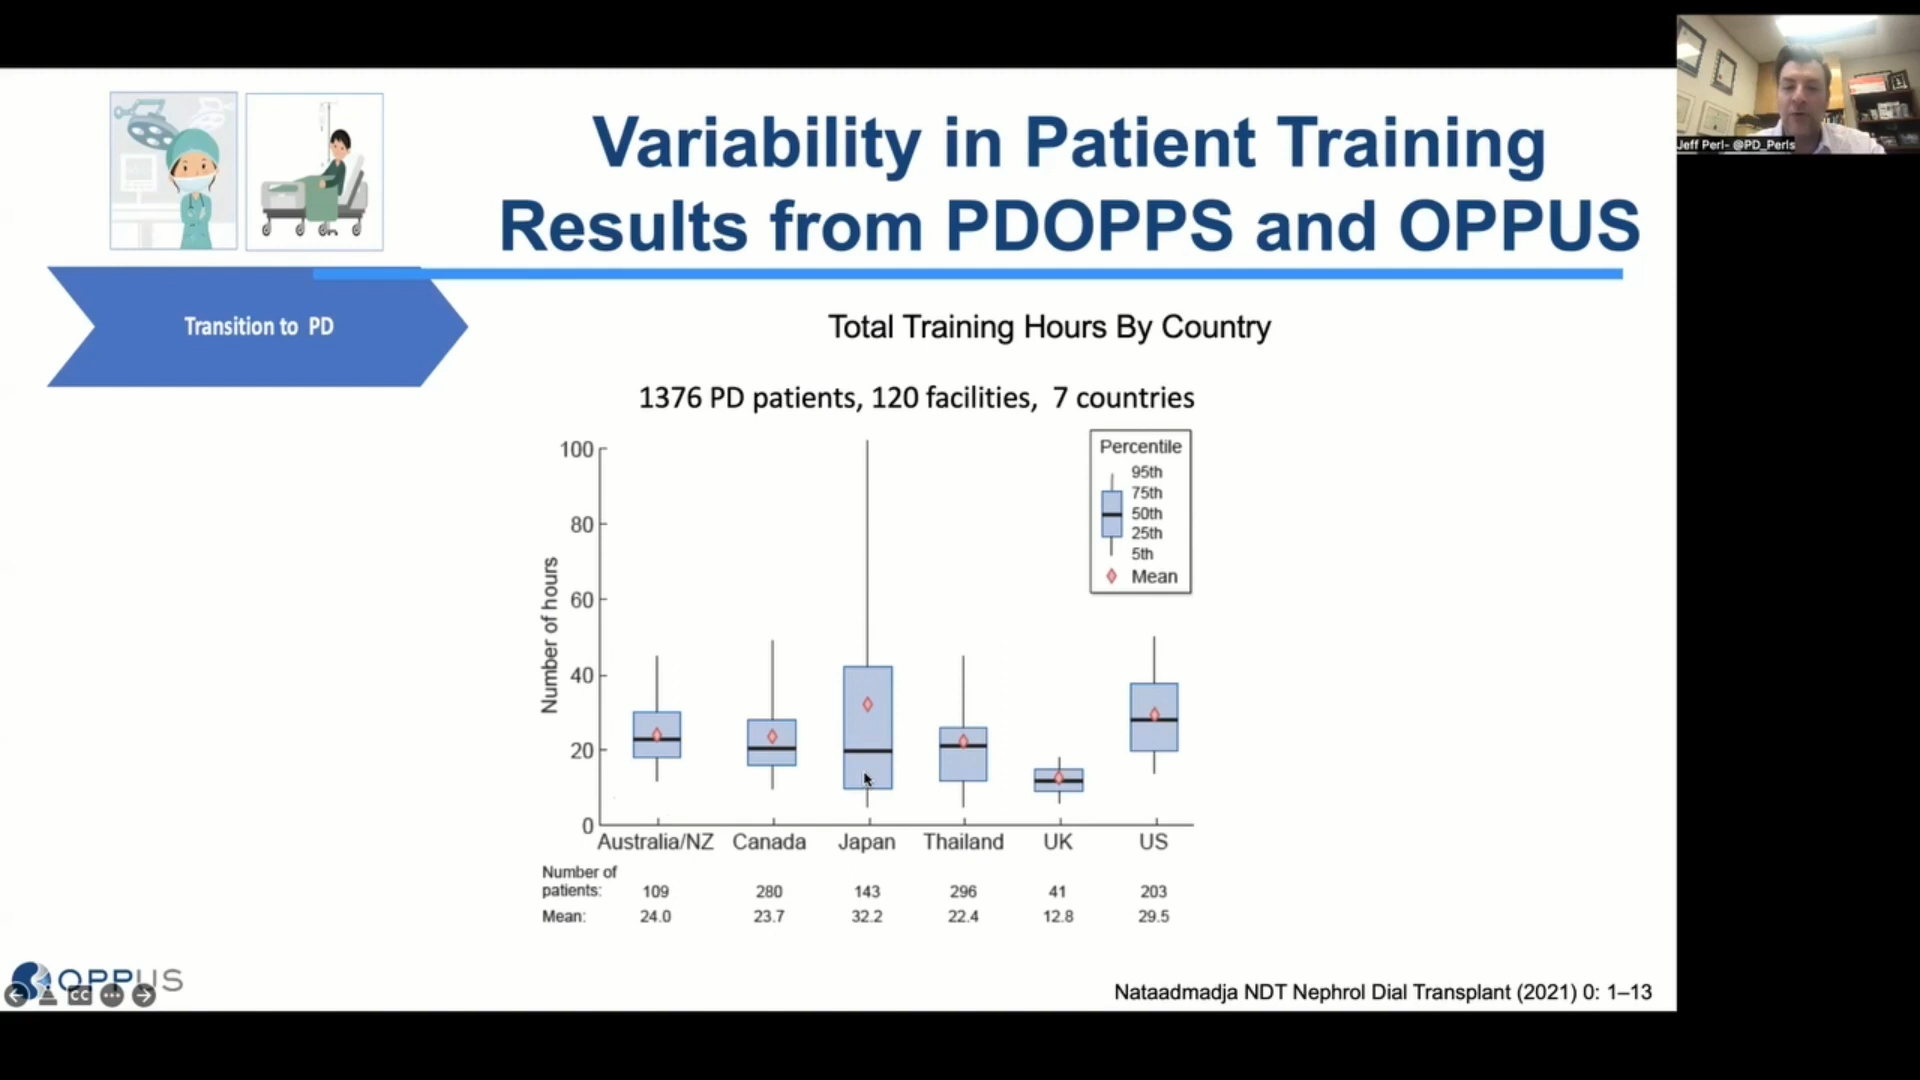 Variability in Patient Training
Results from PDOPPS and OPPUS
Jeff Perl- @PD_Perls
Transition to PD
Total Training Hours By Country
1376 PD patients, 120 facilities, 7 countries
Percentile
95th
75th
50th
25th
5th
Mean
Number of hours
100
80
60
40
20
0
Australia/NZ Canada Japan Thailand UK US
Number of
patients: 109 280 143 296 41 203
Mean: 24.0 23.7 32.2 22.4 12.8 29.5
OPPUS
CC
Nataadmadja NDT Nephrol Dial Transplant (2021) 0: 1–13